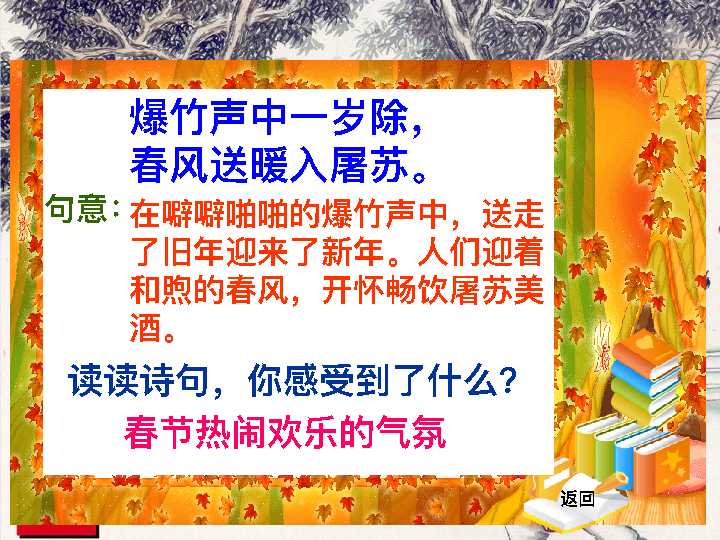 爆竹声中一岁除，
春风送暖入屠苏。
句意：在噼噼啪啪的爆竹声中，送走
了旧年迎来了新年。人们迎着
和煦的春风，开怀畅饮屠苏美
酒。
读读诗句，你感受到了什么？
春节热闹欢乐的气氛
返回